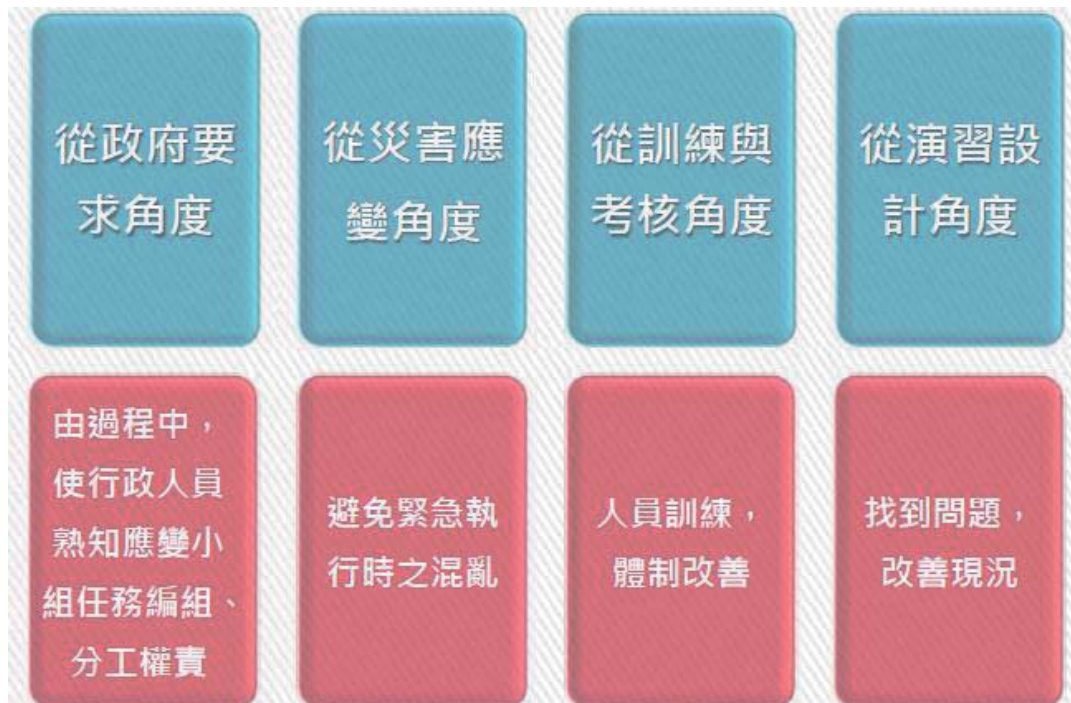 從政府要
求角度
從災害應
變角度
從訓練與
考核角度
從演習設
計角度
由過程中，
使行政人員
熟知應變小
組任務編組、
分工權責
避免緊急執
行時之混亂
人員訓練，
體制改善
找到問題，
改善現況